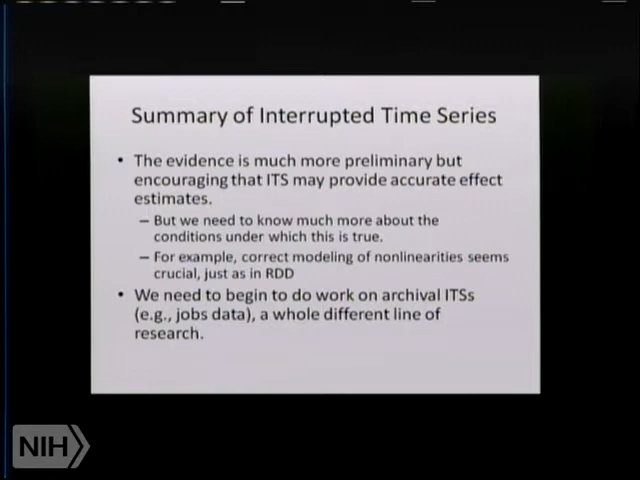 Summary of Interrupted Time Series
• The evidence is much more preliminary but
encouraging that ITS may provide accurate effect
estimates.
– But we need to know much more about the
conditions under which this is true.
– For example, correct modeling of nonlinearities seems
crucial, just as in RDD
• We need to begin to do work on archival ITSs
(e.g., jobs data), a whole different line of
research.
NIH